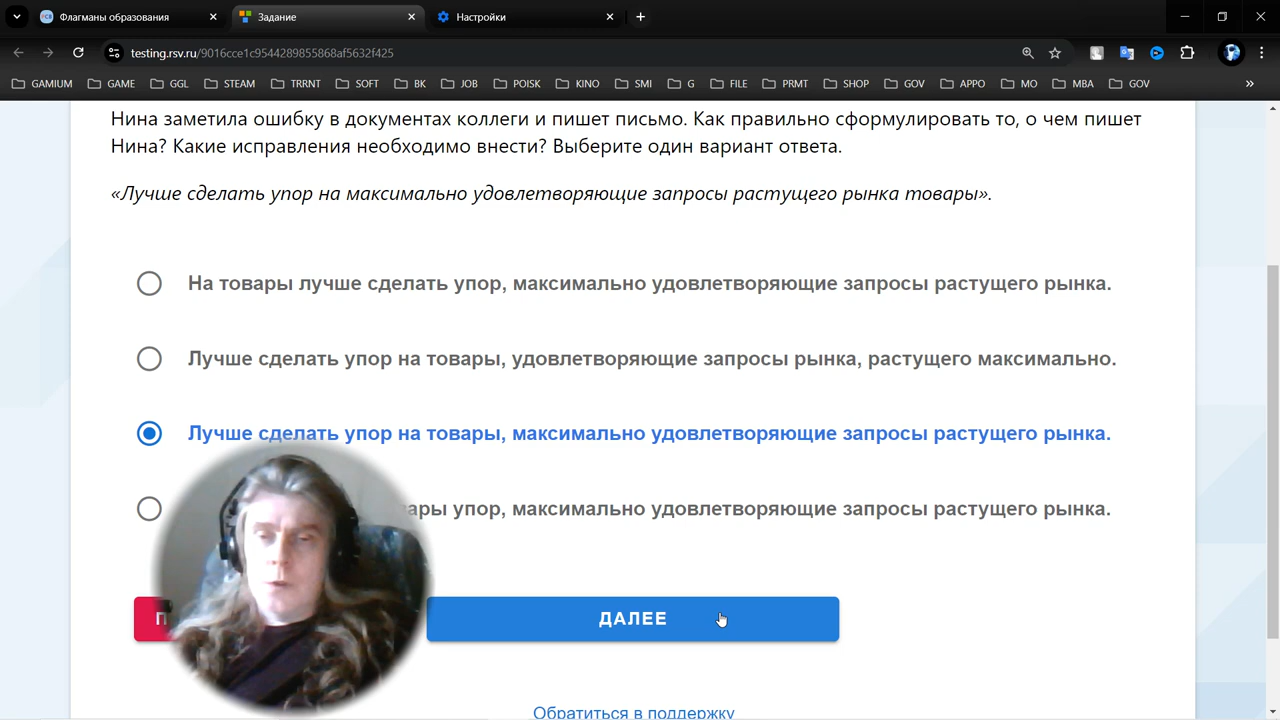 Флагманы образования
Задание
Настройки
testing.rsv.ru/9016cce1c9544289855868af5632f425
GAMIUM GAME GGL STEAM TRRNT SOFT BK JOB POISK KINO SMI G FILE PRMT SHOP GOV APPO MO MBA GOV »
Нина заметила ошибку в документах коллеги и пишет письмо. Как правильно сформулировать то, о чем пишет
Нина? Какие исправления необходимо внести? Выберите один вариант ответа.
«Лучше сделать упор на максимально удовлетворяющие запросы растущего рынка товары».
На товары лучше сделать упор, максимально удовлетворяющие запросы растущего рынка.
Лучше сделать упор на товары, удовлетворяющие запросы рынка, растущего максимально.
Лучше сделать упор на товары, максимально удовлетворяющие запросы растущего рынка.
упор, максимально удовлетворяющие запросы растущего рынка.
ДАЛЕЕ
Обратиться в поддержку